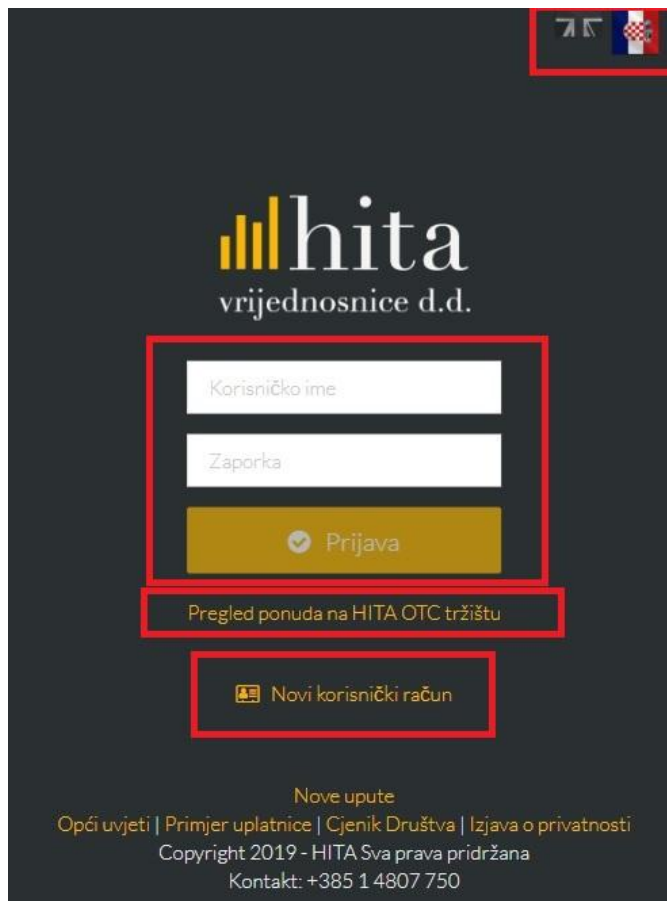 hita
vrijednosnice d.d.
Korisničko ime
Zaporka
Prijava
Pregled ponuda na HITA OTC tržištu
Novi korisnički račun
Nove upute
Opći uvjeti | Primjer uplatnice | Cjenik Društva | Izjava o privatnosti
Copyright 2019 - HITA Sva prava pridržana
Kontakt: +385 1 4807 750